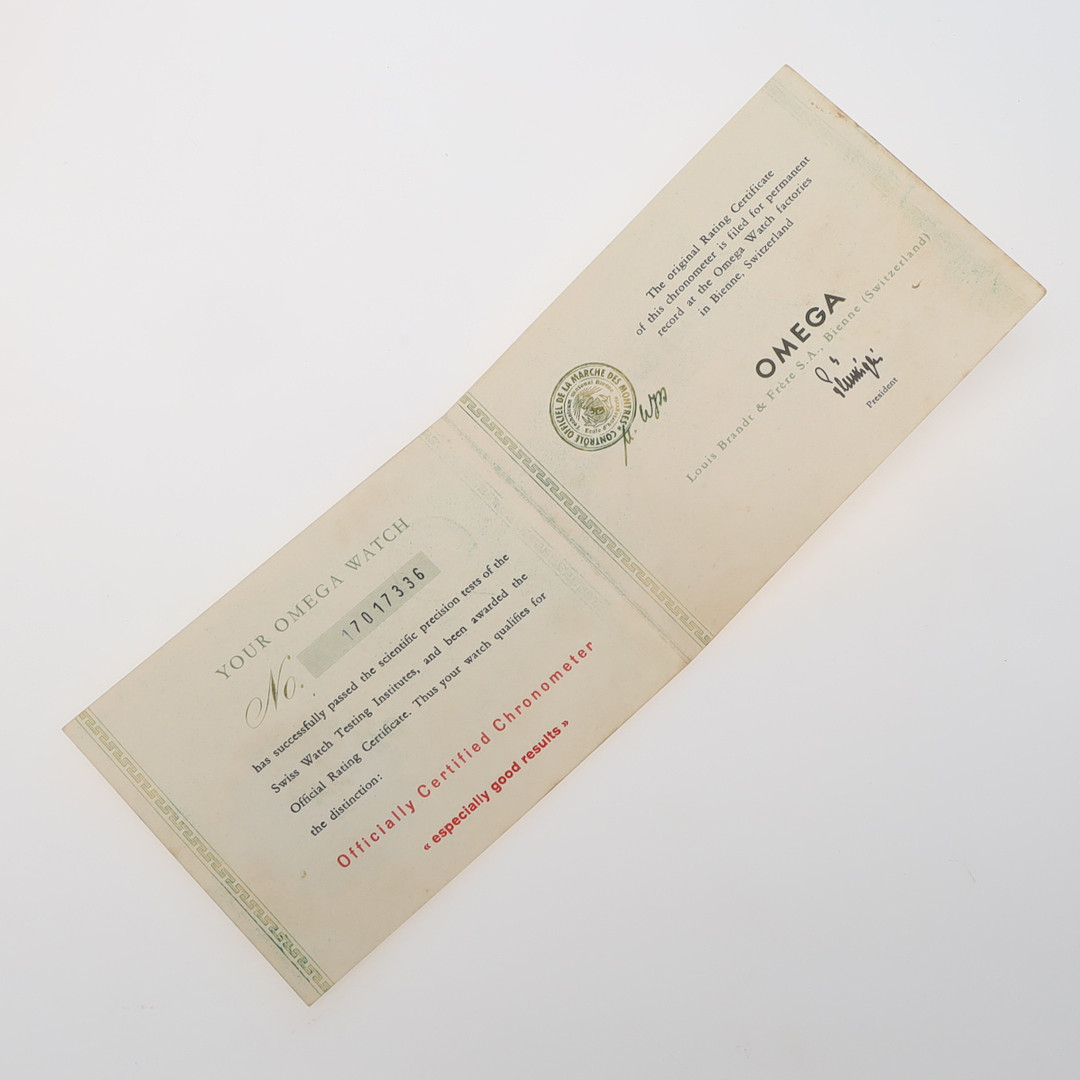 YOUR OMEGA WATCH
No. 17017336
has successfully passed the scientific precision tests of the
Swiss Watch Testing Institutes, and been awarded the
Official Rating Certificate. Thus your watch qualifies for
the distinction:
Officially Certified Chronometer
« especially good results »
The original Rating Certificate
of this chronometer is filed for permanent
record at the Omega Watch factories
in Bienne, Switzerland
CONTRÔLE OFFICIEL DE LA MARCHE DES MONTRES
OMEGA
Louis Brandt & Frère S.A., Bienne (Switzerland)
President